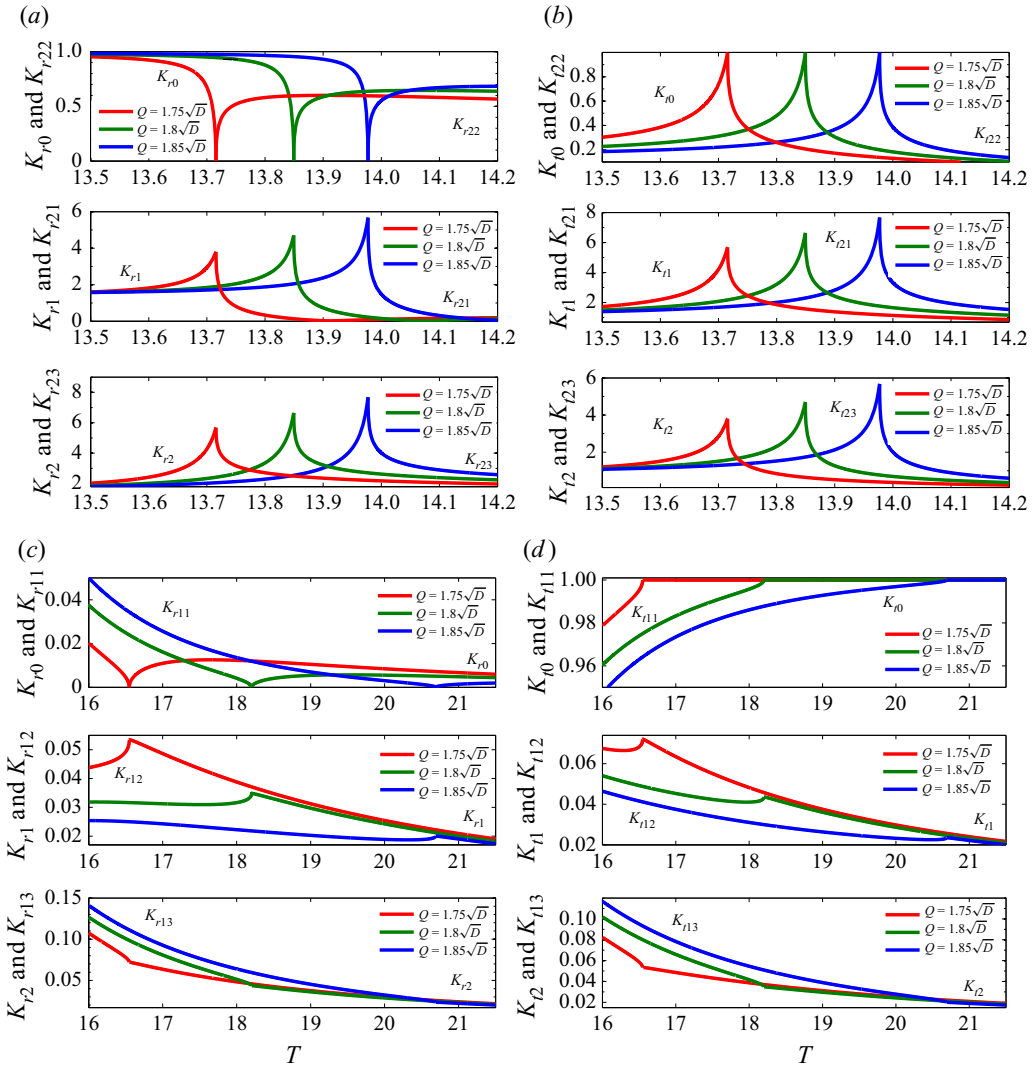 (a)
K_r0 and K_r22
1.0
0.5
0
K_r0
Q = 1.75√D
Q = 1.8√D
Q = 1.85√D
K_r22
13.5 13.6 13.7 13.8 13.9 14.0 14.1 14.2
K_r1 and K_r21
6
4
2
0
K_r1
Q = 1.75√D
Q = 1.8√D
Q = 1.85√D
K_r21
13.5 13.6 13.7 13.8 13.9 14.0 14.1 14.2
K_r2 and K_r23
8
6
4
2
K_r2
Q = 1.75√D
Q = 1.8√D
Q = 1.85√D
K_r23
13.5 13.6 13.7 13.8 13.9 14.0 14.1 14.2
(b)
K_t0 and K_t22
0.8
0.6
0.4
0.2
K_t0
Q = 1.75√D
Q = 1.8√D
Q = 1.85√D
K_t22
13.5 13.6 13.7 13.8 13.9 14.0 14.1 14.2
K_t1 and K_t21
8
6
4
2
K_t1
K_t21
Q = 1.75√D
Q = 1.8√D
Q = 1.85√D
13.5 13.6 13.7 13.8 13.9 14.0 14.1 14.2
K_t2 and K_t23
6
4
2
K_t2
K_t23
Q = 1.75√D
Q = 1.8√D
Q = 1.85√D
13.5 13.6 13.7 13.8 13.9 14.0 14.1 14.2
(c)
K_r0 and K_r11
0.04
0.02
0
K_r11
Q = 1.75√D
Q = 1.8√D
Q = 1.85√D
K_r0
16 17 18 19 20 21
K_r1 and K_r12
0.05
0.04
0.03
0.02
K_r12
Q = 1.75√D
Q = 1.8√D
Q = 1.85√D
K_r1
16 17 18 19 20 21
K_r2 and K_r13
0.15
0.10
0.05
K_r13
Q = 1.75√D
Q = 1.8√D
Q = 1.85√D
K_r2
16 17 18 19 20 21
T
(d)
K_t0 and K_t11
1.00
0.98
0.96
K_t11
K_t0
Q = 1.75√D
Q = 1.8√D
Q = 1.85√D
16 17 18 19 20 21
K_t1 and K_t12
0.06
0.04
0.02
K_t12
Q = 1.75√D
Q = 1.8√D
Q = 1.85√D
K_t1
16 17 18 19 20 21
K_t2 and K_t13
0.10
0.08
0.06
0.04
0.02
K_t13
Q = 1.75√D
Q = 1.8√D
Q = 1.85√D
K_t2
16 17 18 19 20 21
T